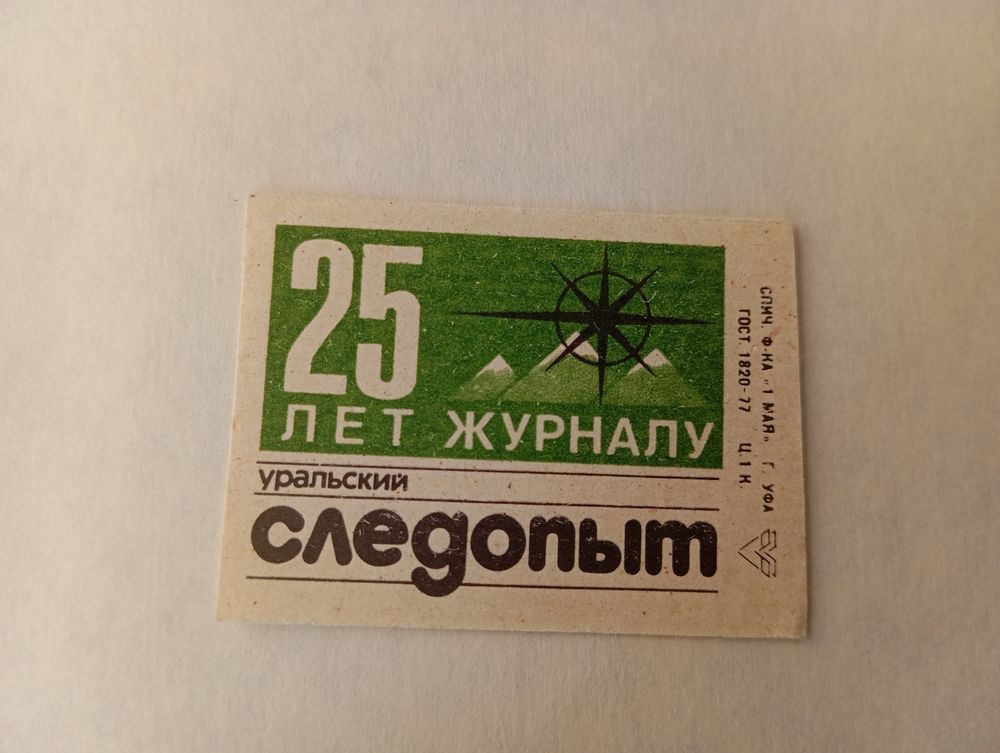 25
ЛЕТ ЖУРНАЛУ
уральский
следопыт
СПИЧ. Ф-КА „1 МАЯ” Г. УФА
ГОСТ 1820-77 Ц. 1 К.